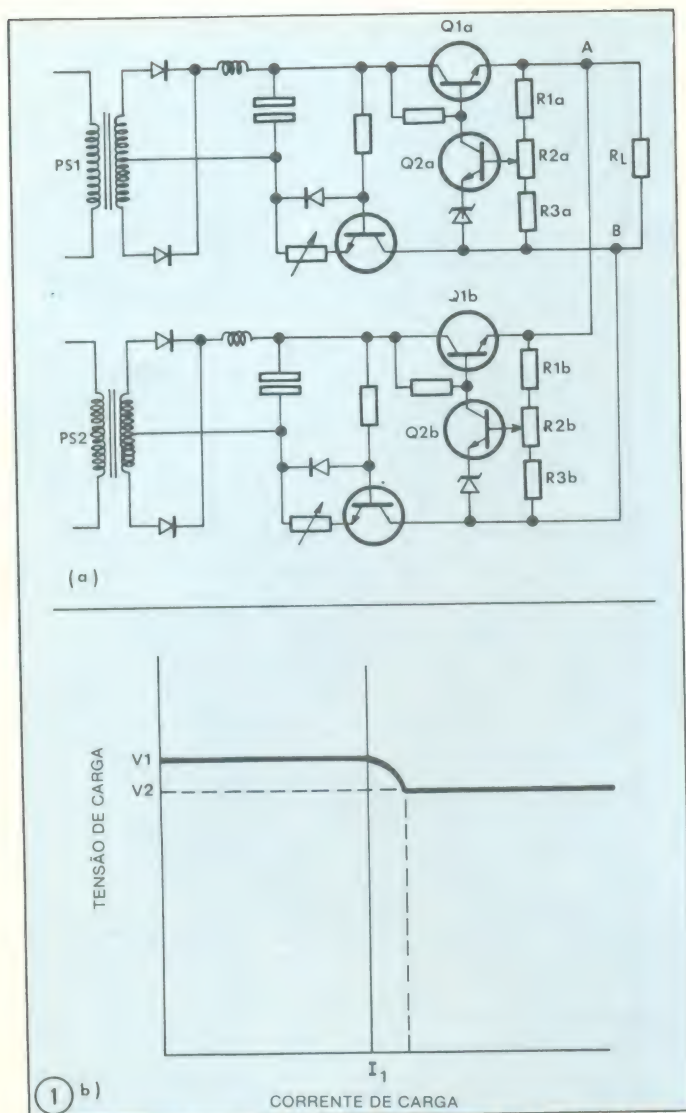 Q1a
A
R1a
PS1
Q2a
R2a
RL
R3a
B
Q1b
R1b
PS2
Q2b
R2b
R3b
(a)
TENSÃO DE CARGA
V1
V2
I1
1 b)
CORRENTE DE CARGA